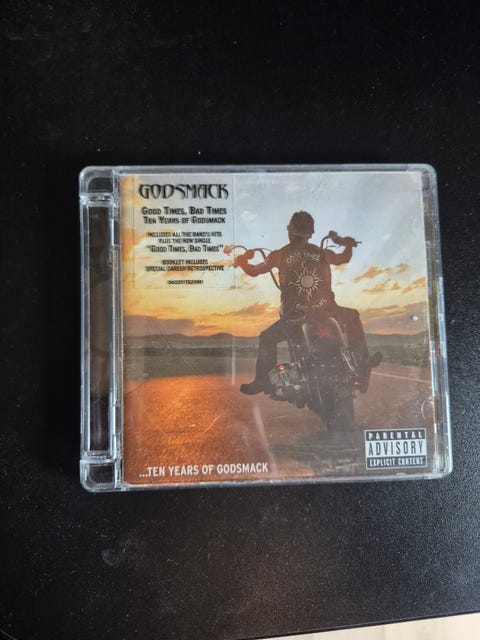 GODSMACK
GOOD TIMES, BAD TIMES
TEN YEARS OF GODSMACK
INCLUDES ALL THE BAND'S HITS
PLUS THE NEW SINGLE
"GOOD TIMES, BAD TIMES"
BOOKLET INCLUDES
SPECIAL CAREER RETROSPECTIVE
GOOD TIMES
BAD TIMES
...TEN YEARS OF GODSMACK
PARENTAL
ADVISORY
EXPLICIT CONTENT